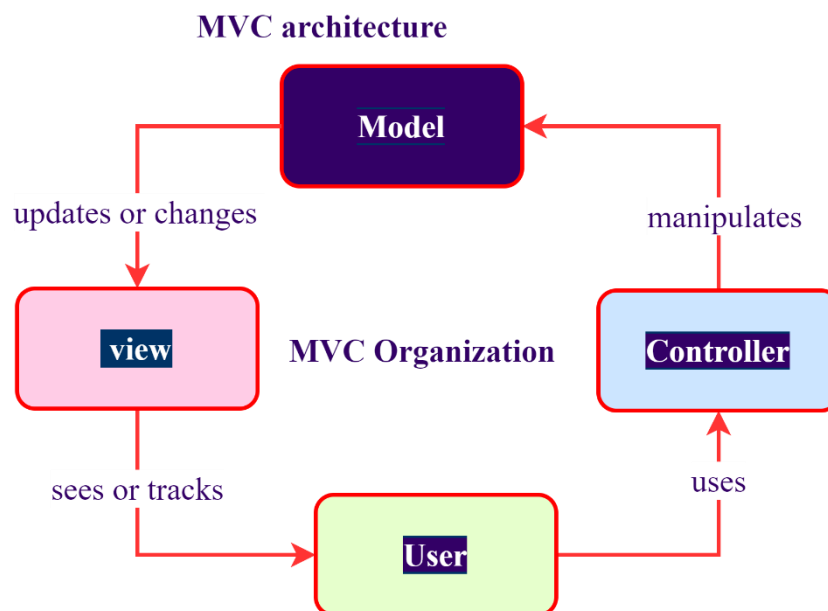 MVC architecture
Model
updates or changes
manipulates
view
MVC Organization
Controller
sees or tracks
uses
User